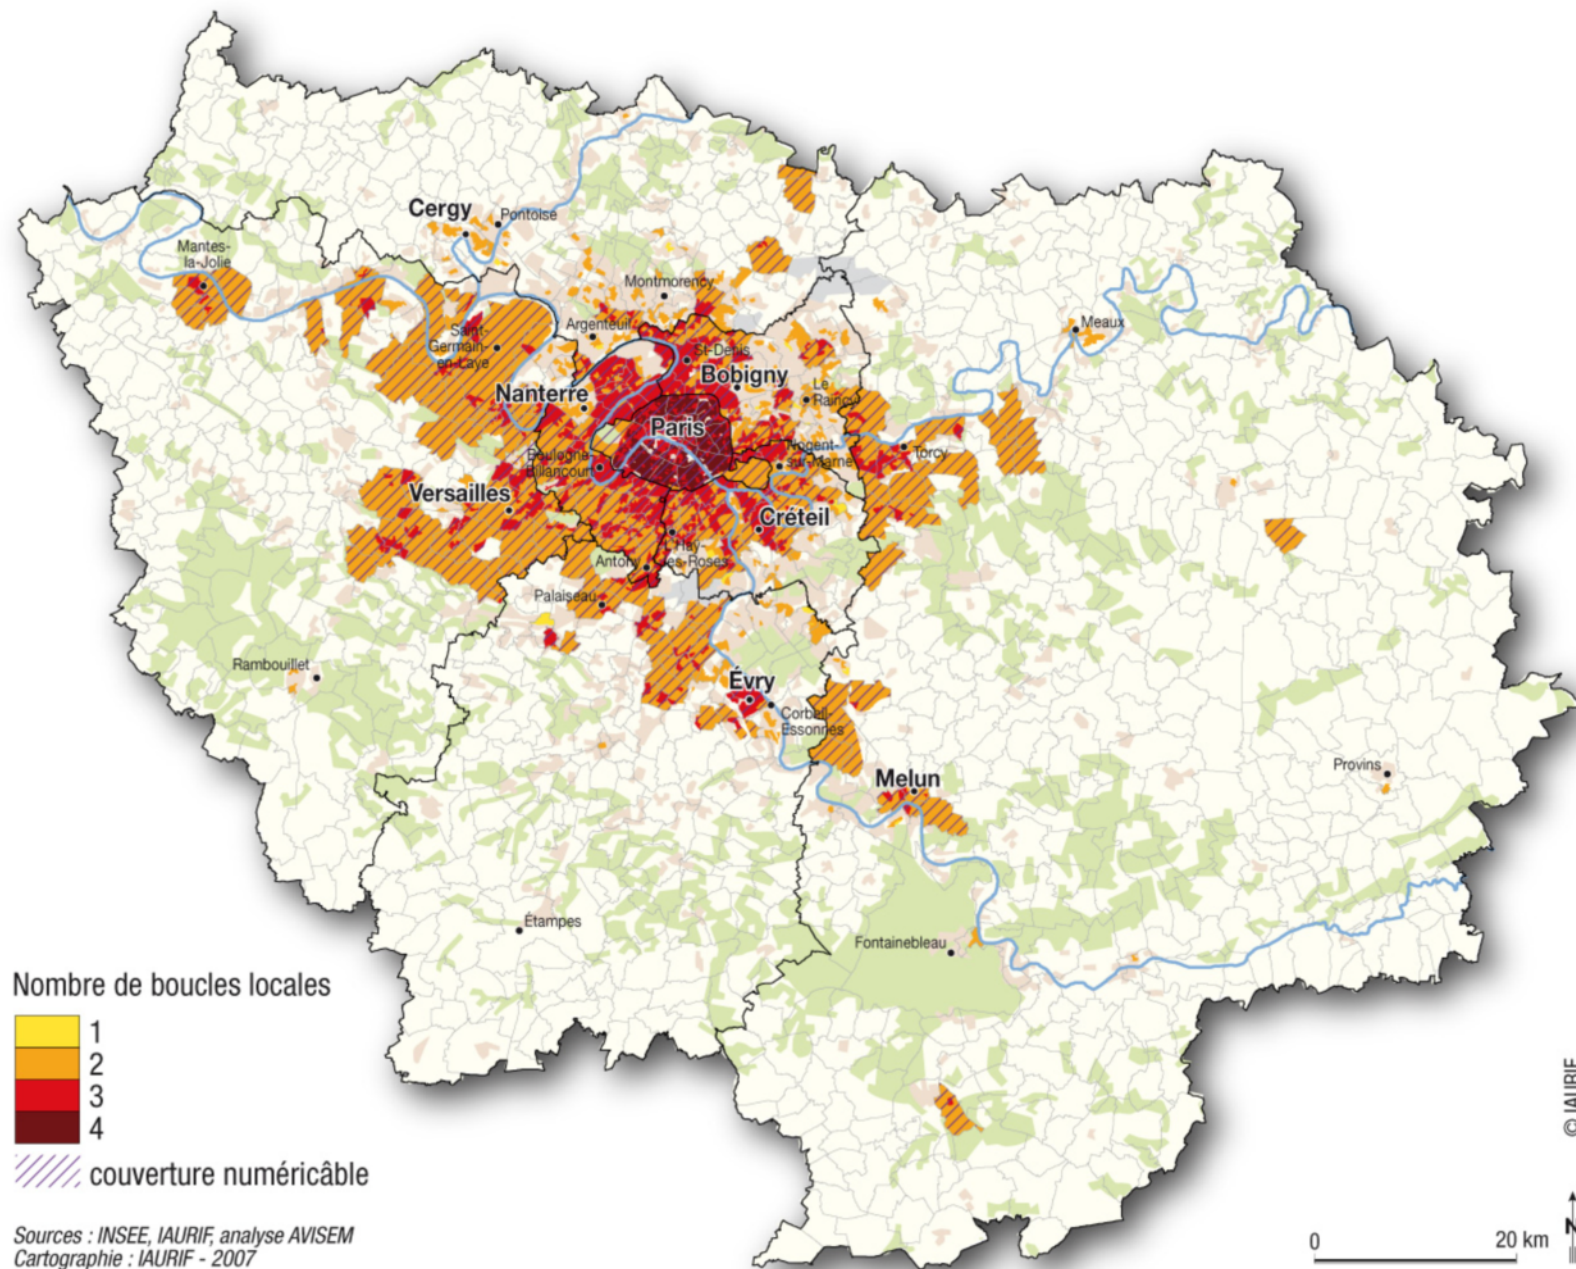 Cergy
Pontoise
Mantes-
la-Jolie
Montmorency
Saint-
Germain-
en-Laye
Argenteuil
Meaux
St-Denis
Bobigny
Nanterre
Le
Raincy
Paris
Boulogne-
Billancourt
Nogent-
s-r-Marne
Torcy
Versailles
Créteil
L'Haÿ-
les-Roses
Antony
Palaiseau
Rambouillet
Évry
Corbeil-
Essonnes
Melun
Provins
Étampes
Fontainebleau
Nombre de boucles locales
1
2
3
4
couverture numéricâble
Sources : INSEE, IAURIF, analyse AVISEM
Cartographie : IAURIF - 2007
© IAURIF
N
0
20 km